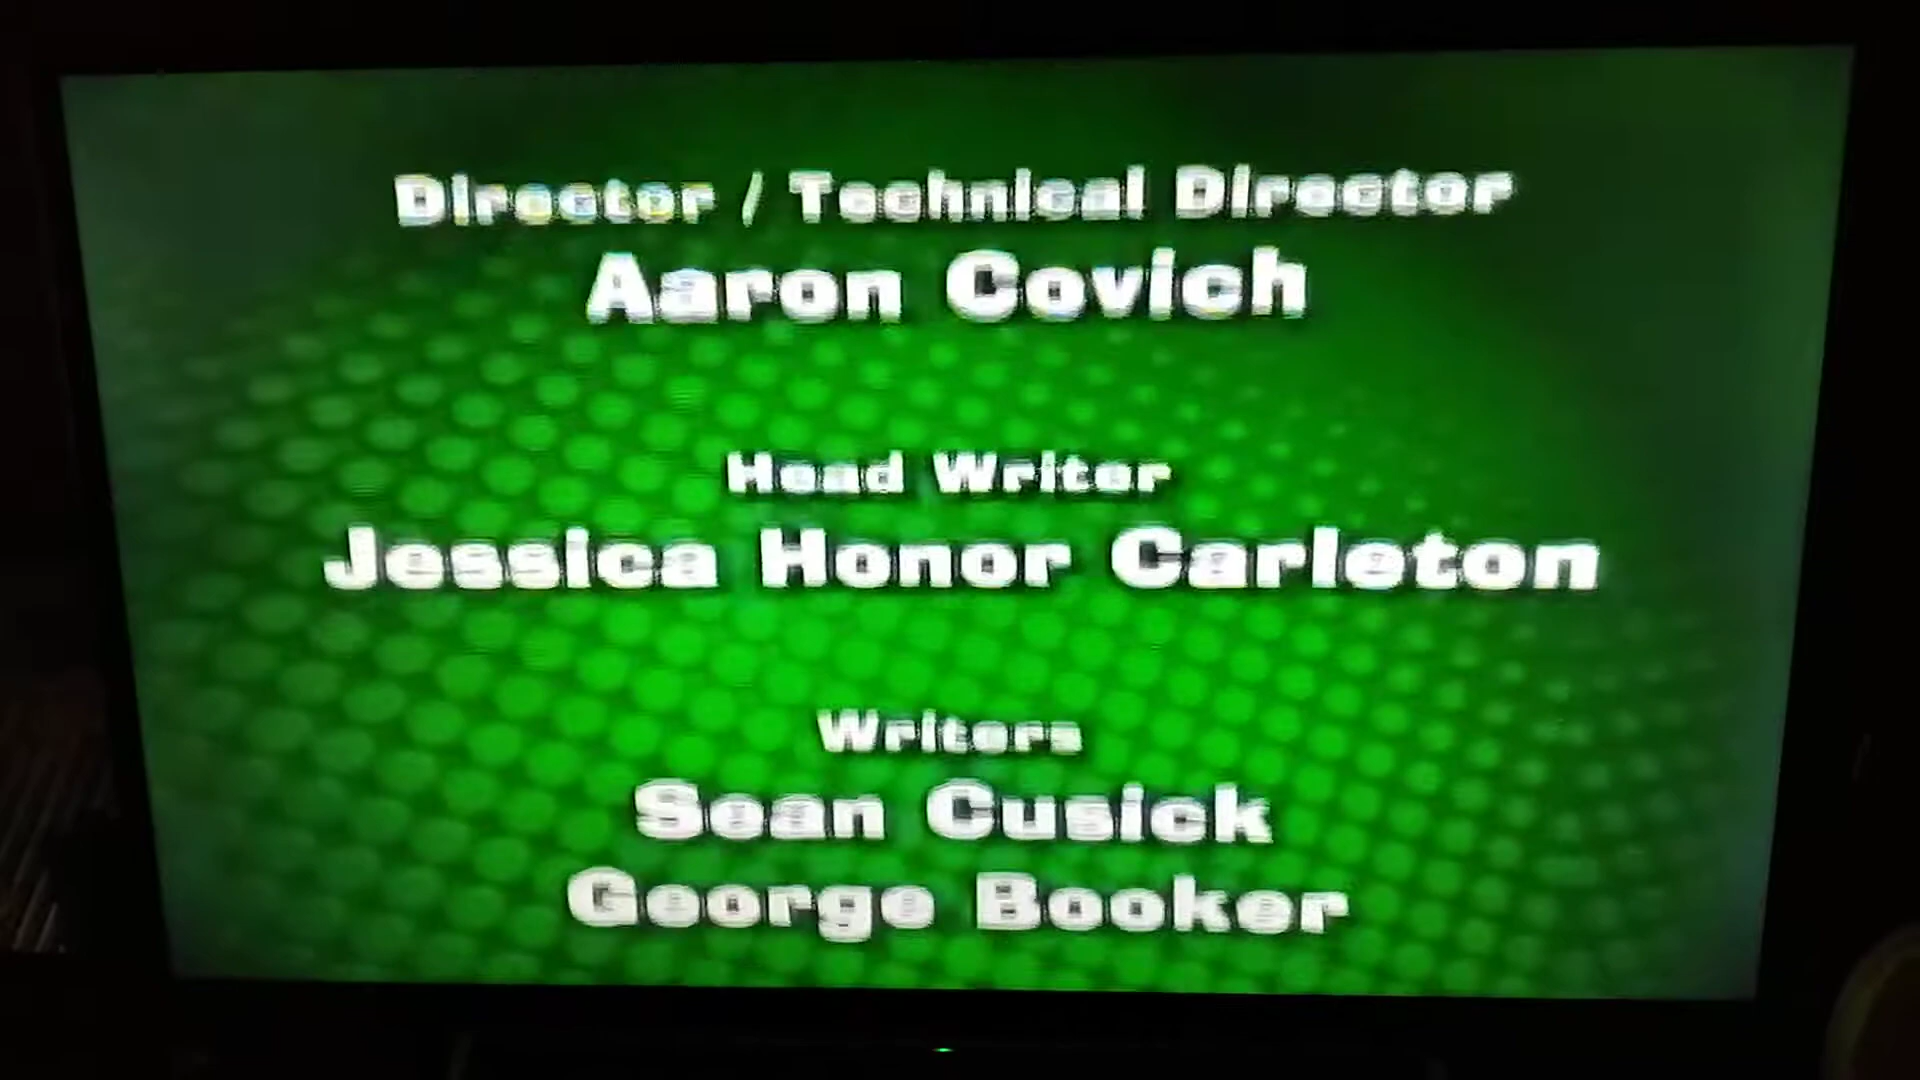 Director / Technical Director
Aaron Covich
Head Writer
Jessica Honor Carleton
Writers
Sean Cusick
George Booker